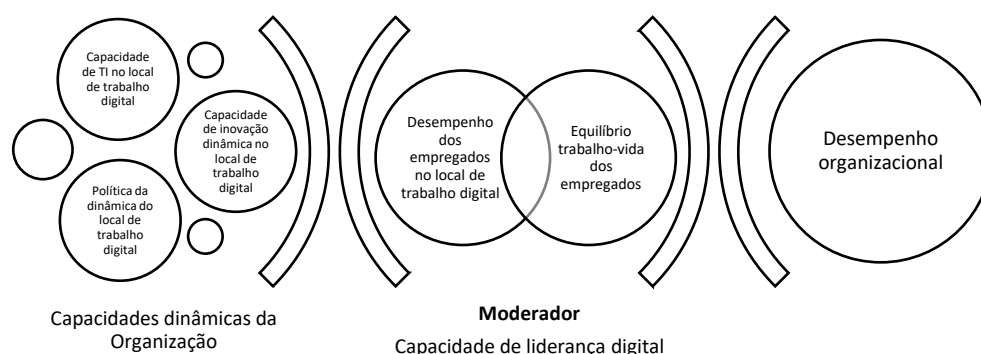 Capacidade
de TI no local
de trabalho
digital
Capacidade
de inovação
dinâmica no
local de
trabalho
digital
Política da
dinâmica do
local de
trabalho
digital
Capacidades dinâmicas da
Organização
Desempenho
dos
empregados
no local de
trabalho digital
Equilíbrio
trabalho-vida
dos
empregados
Moderador
Capacidade de liderança digital
Desempenho
organizacional